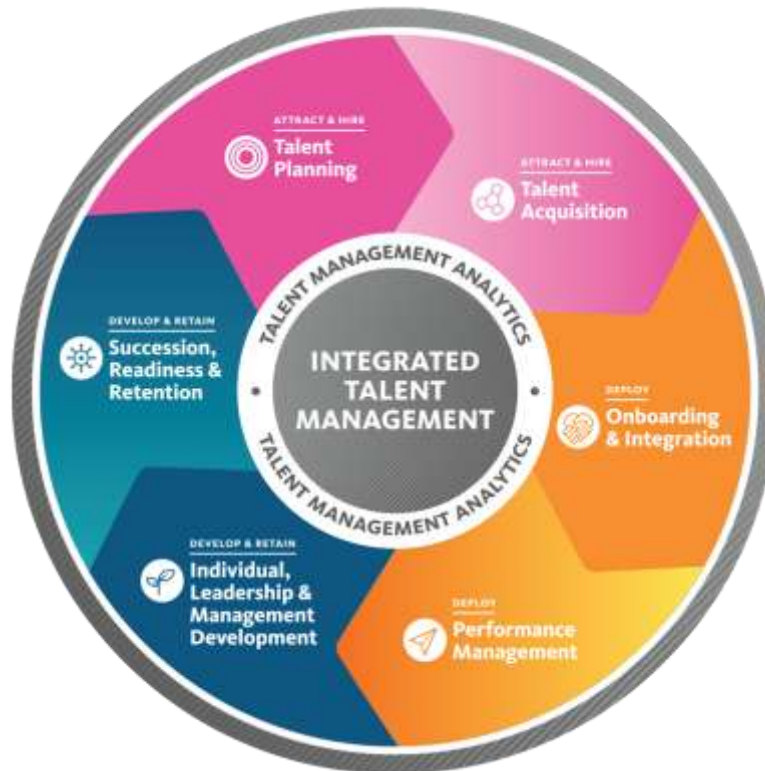 ATTRACT & HIRE
Talent
Planning
ATTRACT & HIRE
Talent
Acquisition
DEPLOY
Onboarding
& Integration
DEPLOY
Performance
Management
DEVELOP & RETAIN
Individual,
Leadership &
Management
Development
DEVELOP & RETAIN
Succession,
Readiness &
Retention
TALENT MANAGEMENT ANALYTICS
INTEGRATED
TALENT
MANAGEMENT
TALENT MANAGEMENT ANALYTICS